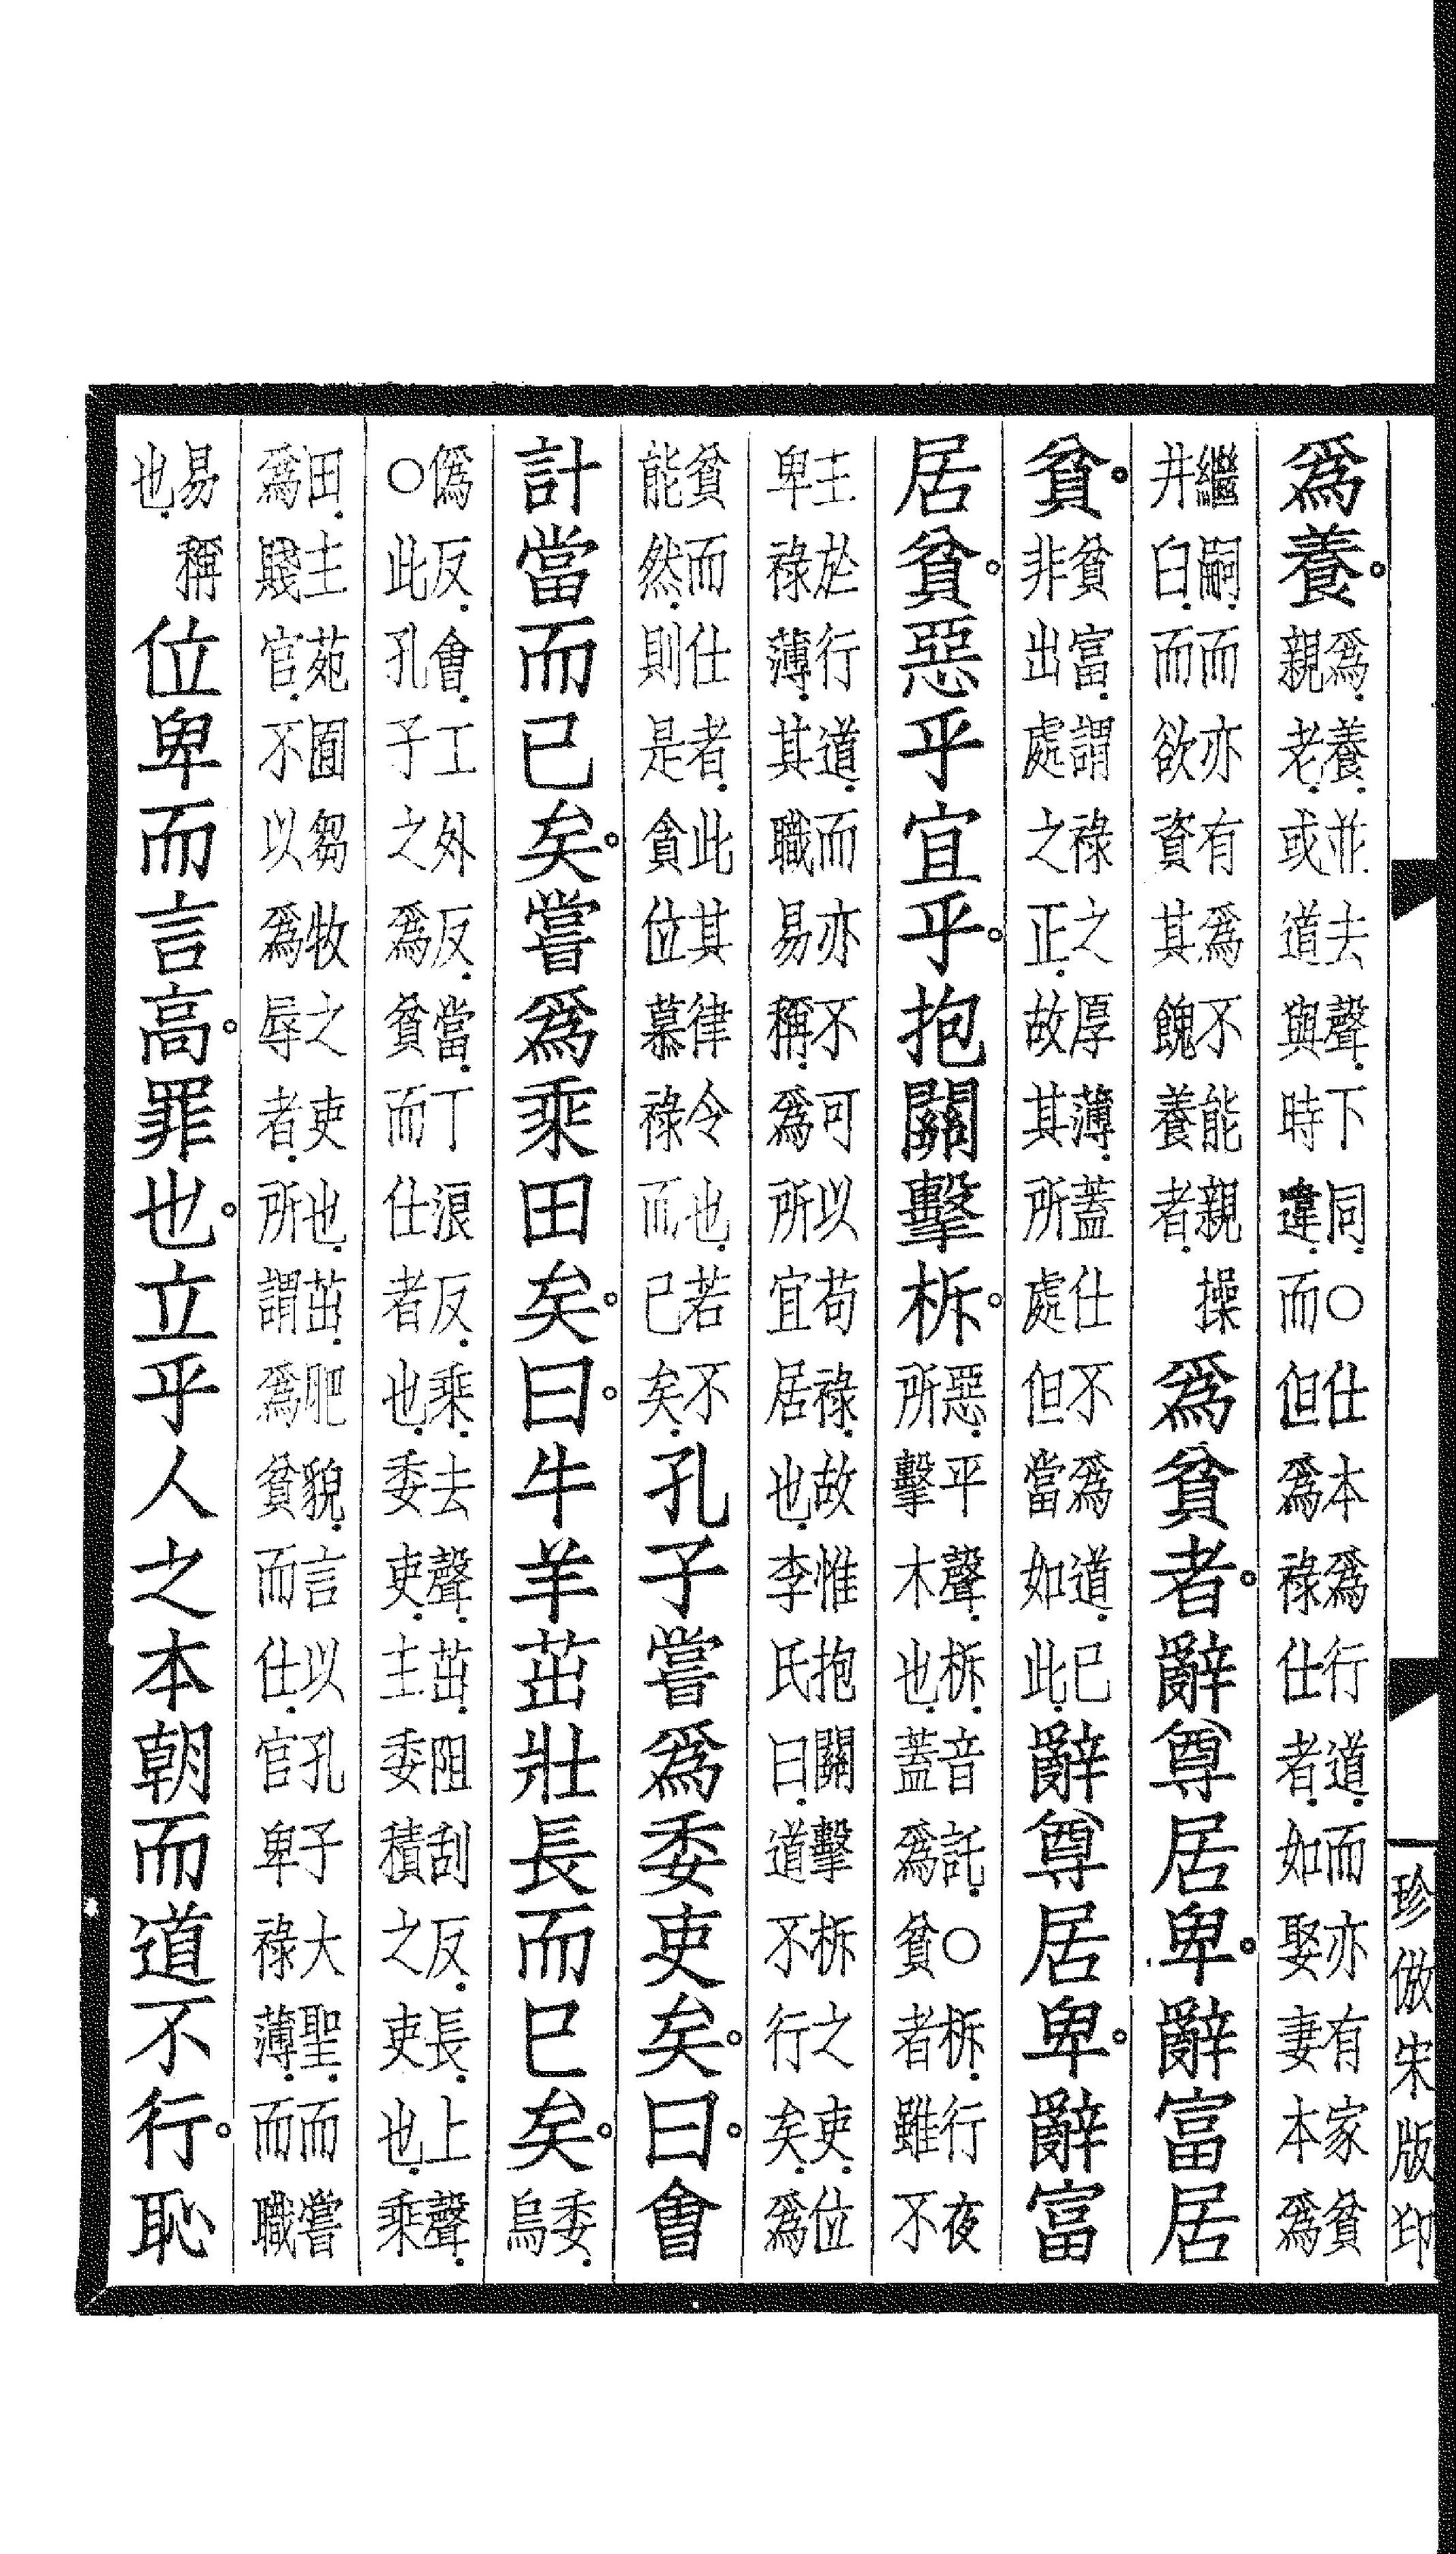 珍倣宋版印
爲養。爲養.並去聲.下同.○仕本爲行道.而亦有家貧親老.或道與時違.而但爲祿仕者.如娶妻本爲
繼嗣.而亦有爲不能親操井臼.而欲資其餽養者.爲貧者。辭尊居卑。辭富居
貧。貧富.謂祿之厚薄.蓋仕不爲道.已非出處之正.故其所處但當如此.辭尊居卑。辭富
居貧。惡乎宜乎。抱關擊柝。惡.平聲.柝.音託.○柝.行夜所擊木也.蓋爲貧者雖不
主於行道.而亦不可以苟祿.故惟抱關擊柝之吏.位卑祿薄.其職易稱.爲所宜居也.李氏曰.道不行矣.爲
貧而仕者.此其律令也.若不能然.則是貪位慕祿而已矣.孔子嘗爲委吏矣。曰。會
計當而已矣。嘗爲乘田矣。曰。牛羊茁壯長而已矣。委.烏
僞反.會.工外反.當.丁浪反.乘.去聲.茁.阻刮反.長.上聲.○此孔子之爲貧而仕者也.委吏.主委積之吏也.乘
田.主苑囿芻牧之吏也.茁.肥貌.言以孔子大聖.而嘗爲賤官.不以爲辱者.所謂爲貧而仕.官卑祿薄.而職
易稱也.位卑而言高。罪也。立乎人之本朝而道不行。恥